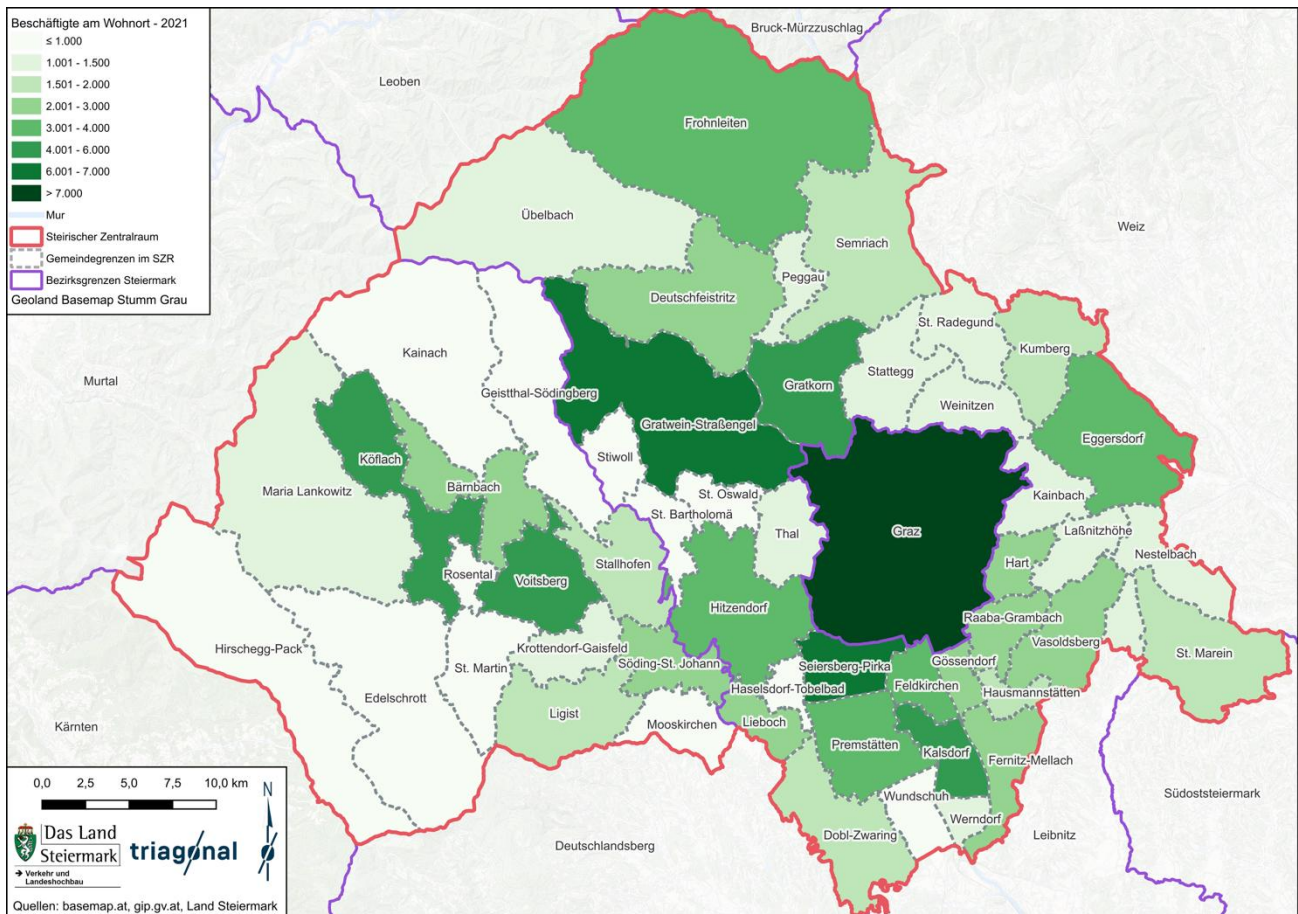 Beschäftigte am Wohnort - 2021
≤ 1.000
1.001 - 1.500
1.501 - 2.000
2.001 - 3.000
3.001 - 4.000
4.001 - 6.000
6.001 - 7.000
> 7.000
Mur
Steirischer Zentralraum
Gemeindegrenzen im SZR
Bezirksgrenzen Steiermark
Geoland Basemap Stumm Grau
Bruck-Mürzzuschlag
Leoben
Frohnleiten
Übelbach
Weiz
Semriach
Peggau
Deutschfeistritz
St. Radegund
Kumberg
Kainach
Stattegg
Murtal
Gratkorn
Geistthal-Södingberg
Weinitzen
Gratwein-Straßengel
Eggersdorf
Stiwoll
Köflach
Bärnbach
Maria Lankowitz
St. Oswald
Kainbach
St. Bartholomä
Laßnitzhöhe
Thal
Graz
Nestelbach
Hart
Stallhofen
Rosental
Voitsberg
Hitzendorf
Raaba-Grambach
Vasoldsberg
Hirschegg-Pack
Krottendorf-Gaisfeld
St. Marein
Gössendorf
Söding-St. Johann
Seiersberg-Pirka
St. Martin
Feldkirchen
Haselsdorf-Tobelbad
Edelschrott
Hausmannstätten
Ligist
Lieboch
Mooskirchen
Kärnten
Premstätten
Kalsdorf
Fernitz-Mellach
Wundschuh
Südoststeiermark
Werndorf
Dobl-Zwaring
Leibnitz
Deutschlandsberg
0,0 2,5 5,0 7,5 10,0 km
N
Das Land
Steiermark
→ Verkehr und
Landeshochbau
triagonal
Quellen: basemap.at, gip.gv.at, Land Steiermark